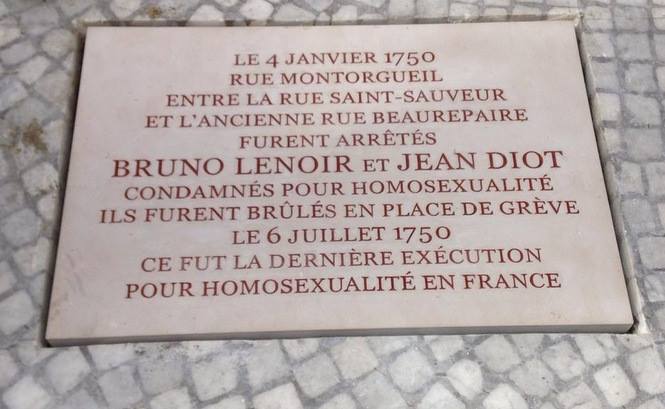 LE 4 JANVIER 1750
RUE MONTORGUEIL
ENTRE LA RUE SAINT-SAUVEUR
ET L'ANCIENNE RUE BEAUREPAIRE
FURENT ARRÊTÉS
BRUNO LENOIR ET JEAN DIOT
CONDAMNÉS POUR HOMOSEXUALITÉ
ILS FURENT BRÛLÉS EN PLACE DE GRÈVE
LE 6 JUILLET 1750
CE FUT LA DERNIÈRE EXÉCUTION
POUR HOMOSEXUALITÉ EN FRANCE